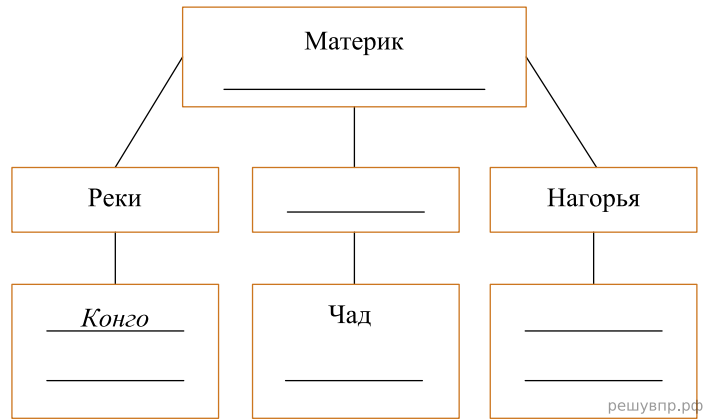 Материк
Реки
Нагорья
Конго
Чад
решувпр.рф